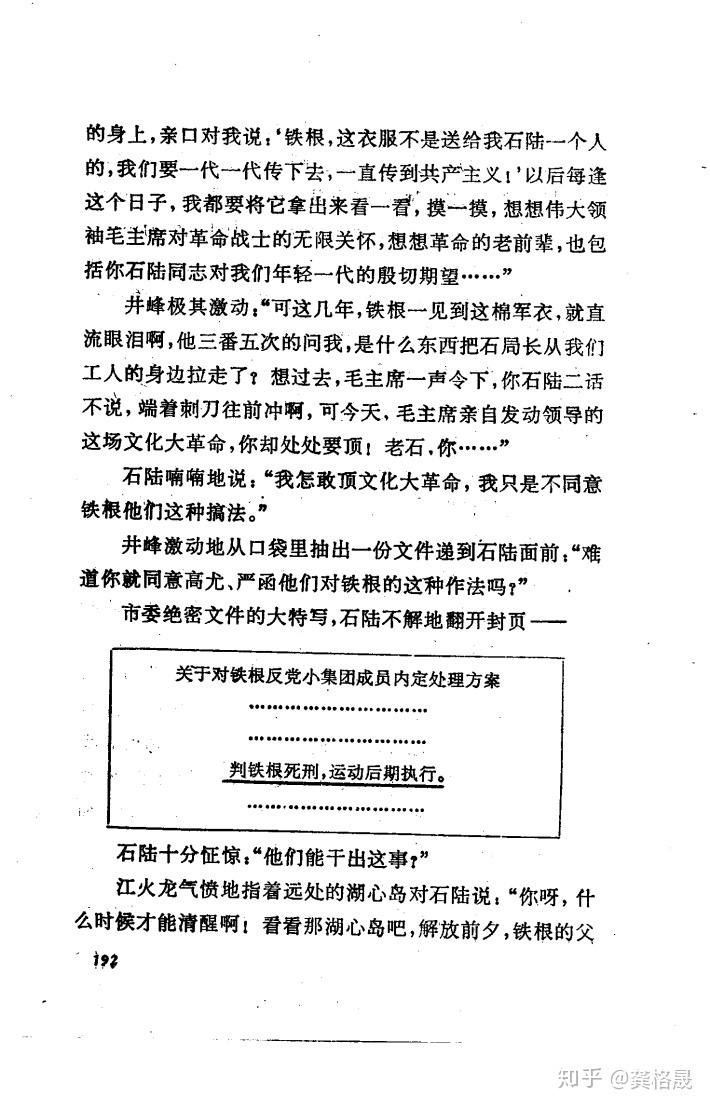 的身上，亲口对我说：‘铁根，这衣服不是送给我石陆一个人
的，我们要一代一代传下去，一直传到共产主义！’以后每逢
这个日子，我都要将它拿出来看一看，摸一摸，想想伟大领
袖毛主席对革命战士的无限关怀，想想革命的老前辈，也包
括你石陆同志对我们年轻一代的殷切期望……”
井峰极其激动：“可这几年，铁根一见到这棉军衣，就直
流眼泪啊，他三番五次的问我，是什么东西把石局长从我们
工人的身边拉走了？想过去，毛主席一声令下，你石陆二话
不说，端着刺刀往前冲啊，可今天，毛主席亲自发动领导的
这场文化大革命，你却处处要顶！老石，你……”
石陆喃喃地说：“我怎敢顶文化大革命，我只是不同意
铁根他们这种搞法。”
井峰激动地从口袋里抽出一份文件递到石陆面前：“难
道你就同意高尤、严函他们对铁根的这种作法吗？”
市委绝密文件的大特写，石陆不解地翻开封页——
关于对铁根反党小集团成员内定处理方案
…………………………
…………………………
判铁根死刑，运动后期执行。
…………………………
石陆十分怔惊：“他们能干出这事？”
江火龙气愤地指着远处的湖心岛对石陆说：“你呀，什
么时候才能清醒啊！看看那湖心岛吧，解放前夕，铁根的父
192
知乎 @龚格晟